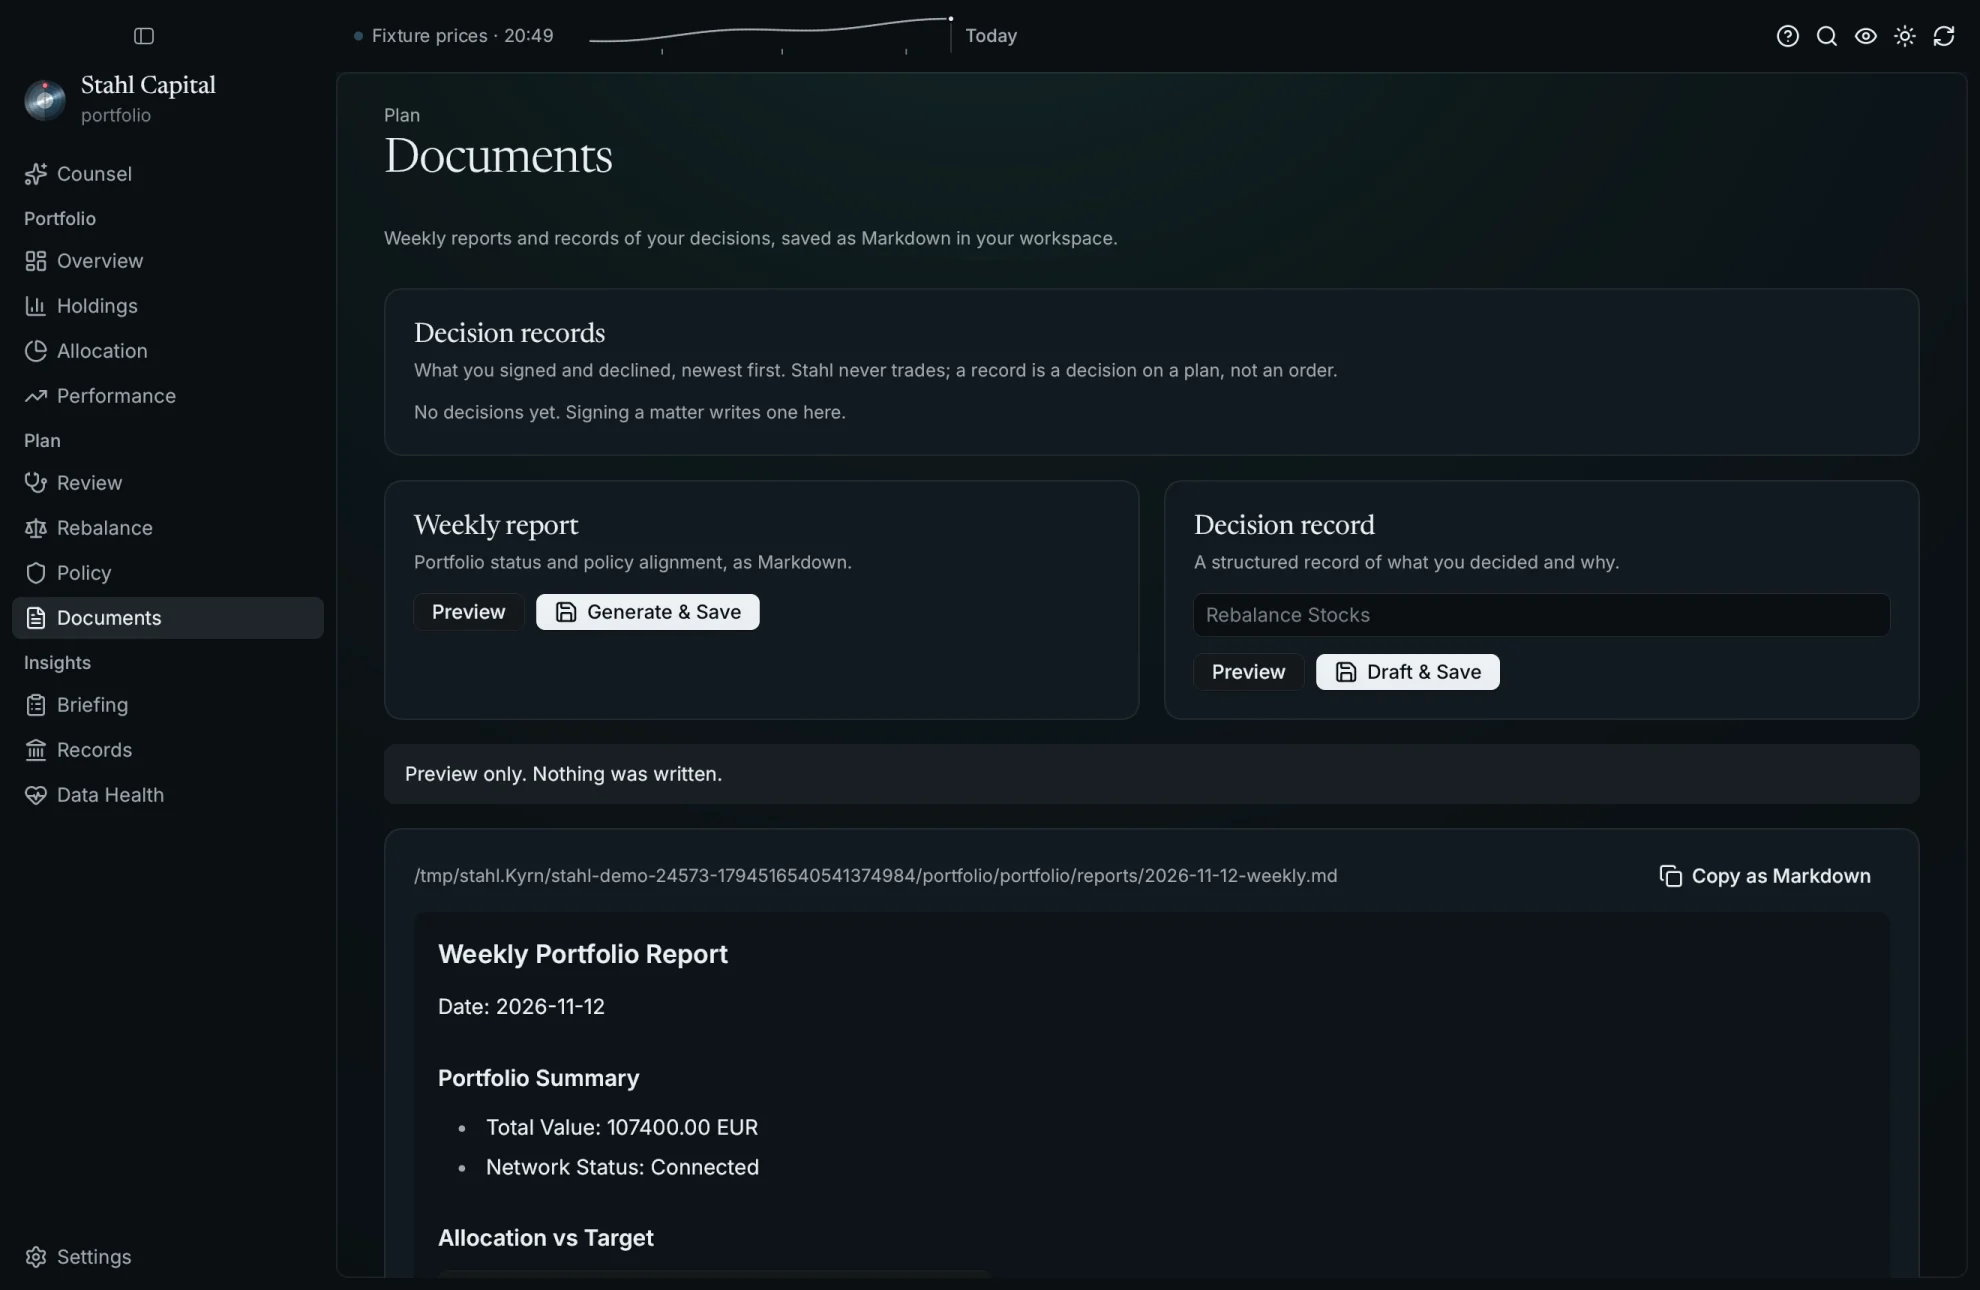 Fixture prices · 20:49
Today
Stahl Capital
portfolio
Counsel
Portfolio
Overview
Holdings
Allocation
Performance
Plan
Review
Rebalance
Policy
Documents
Insights
Briefing
Records
Data Health
Settings
Plan
Documents
Weekly reports and records of your decisions, saved as Markdown in your workspace.
Decision records
What you signed and declined, newest first. Stahl never trades; a record is a decision on a plan, not an order.
No decisions yet. Signing a matter writes one here.
Weekly report
Portfolio status and policy alignment, as Markdown.
Preview
Generate & Save
Decision record
A structured record of what you decided and why.
Rebalance Stocks
Preview
Draft & Save
Preview only. Nothing was written.
/tmp/stahl.Kyrn/stahl-demo-24573-1794516540541374984/portfolio/portfolio/reports/2026-11-12-weekly.md
Copy as Markdown
Weekly Portfolio Report
Date: 2026-11-12
Portfolio Summary
• Total Value: 107400.00 EUR
• Network Status: Connected
Allocation vs Target